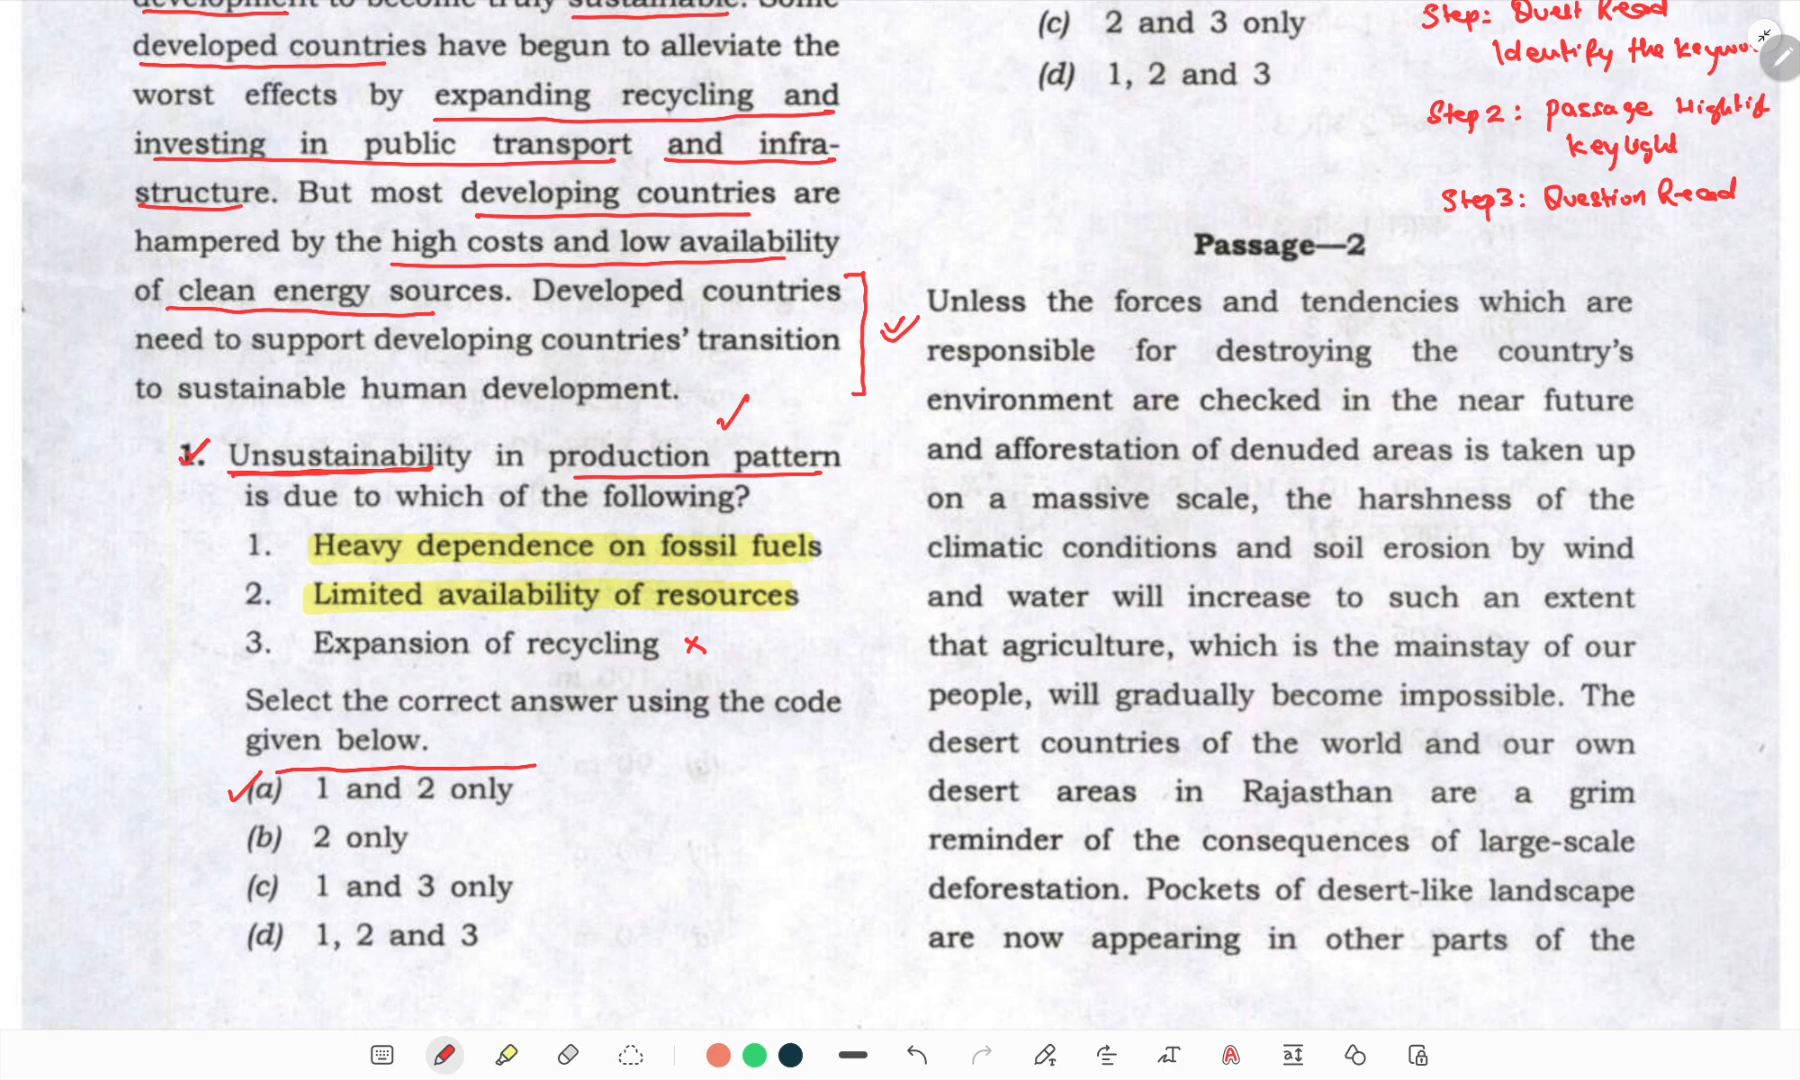 development to become truly sustainable. Some
developed countries have begun to alleviate the
worst effects by expanding recycling and
investing in public transport and infra-
structure. But most developing countries are
hampered by the high costs and low availability
of clean energy sources. Developed countries
need to support developing countries' transition
to sustainable human development.
1. Unsustainability in production pattern
is due to which of the following?
1. Heavy dependence on fossil fuels
2. Limited availability of resources
3. Expansion of recycling
Select the correct answer using the code
given below.
(a) 1 and 2 only
(b) 2 only
(c) 1 and 3 only
(d) 1, 2 and 3
(c) 2 and 3 only
(d) 1, 2 and 3
Step: Quest Read
Identify the
Step 2: Passage
Step3: Question Read
Passage—2
Unless the forces and tendencies which are
responsible for destroying the country's
environment are checked in the near future
and afforestation of denuded areas is taken up
on a massive scale, the harshness of the
climatic conditions and soil erosion by wind
and water will increase to such an extent
that agriculture, which is the mainstay of our
people, will gradually become impossible. The
desert countries of the world and our own
desert areas in Rajasthan are a grim
reminder of the consequences of large-scale
deforestation. Pockets of desert-like landscape
are now appearing in other parts of the